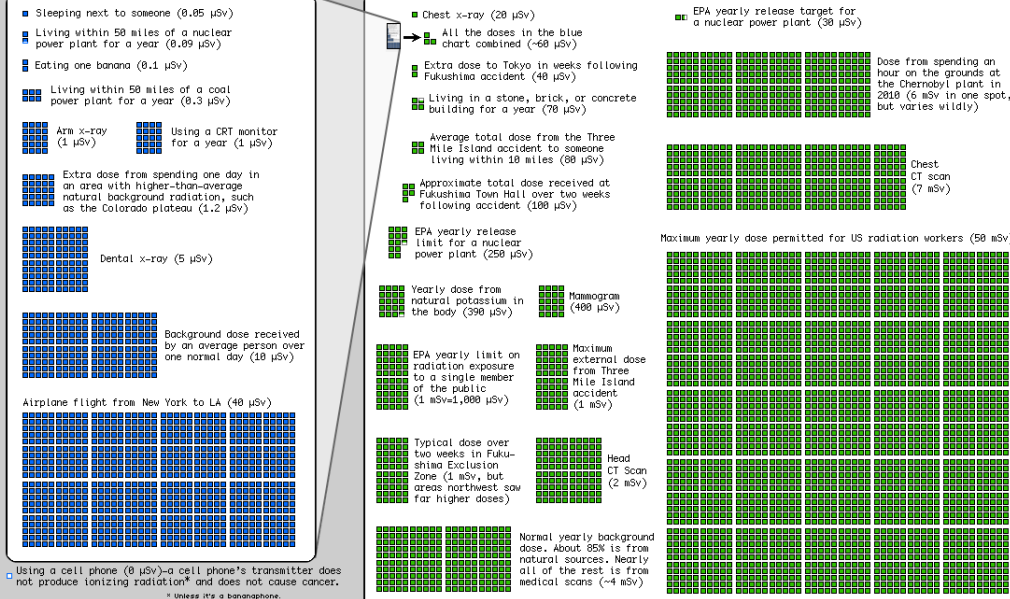 Sleeping next to someone (0.05 µSv)
Living within 50 miles of a nuclear
power plant for a year (0.09 µSv)
Eating one banana (0.1 µSv)
Living within 50 miles of a coal
power plant for a year (0.3 µSv)
Arm x-ray
(1 µSv)
Using a CRT monitor
for a year (1 µSv)
Extra dose from spending one day in
an area with higher-than-average
natural background radiation, such
as the Colorado plateau (1.2 µSv)
Dental x-ray (5 µSv)
Background dose received
by an average person over
one normal day (10 µSv)
Airplane flight from New York to LA (40 µSv)
Using a cell phone (0 µSv)—a cell phone's transmitter does
not produce ionizing radiation* and does not cause cancer.
* Unless it's a bananaphone.
Chest x-ray (20 µSv)
All the doses in the blue
chart combined (~60 µSv)
Extra dose to Tokyo in weeks following
Fukushima accident (40 µSv)
Living in a stone, brick, or concrete
building for a year (70 µSv)
Average total dose from the Three
Mile Island accident to someone
living within 10 miles (80 µSv)
Approximate total dose received at
Fukushima Town Hall over two weeks
following accident (100 µSv)
EPA yearly release
limit for a nuclear
power plant (250 µSv)
Yearly dose from
natural potassium in
the body (390 µSv)
Mammogram
(400 µSv)
EPA yearly limit on
radiation exposure
to a single member
of the public
(1 mSv=1,000 µSv)
Maximum
external dose
from Three
Mile Island
accident
(1 mSv)
Typical dose over
two weeks in Fuku-
shima Exclusion
Zone (1 mSv, but
areas northwest saw
far higher doses)
Head
CT Scan
(2 mSv)
Normal yearly background
dose. About 85% is from
natural sources. Nearly
all of the rest is from
medical scans (~4 mSv)
EPA yearly release target for
a nuclear power plant (30 µSv)
Dose from spending an
hour on the grounds at
the Chernobyl plant in
2010 (6 mSv in one spot,
but varies wildly)
Chest
CT scan
(7 mSv)
Maximum yearly dose permitted for US radiation workers (50 mSv)